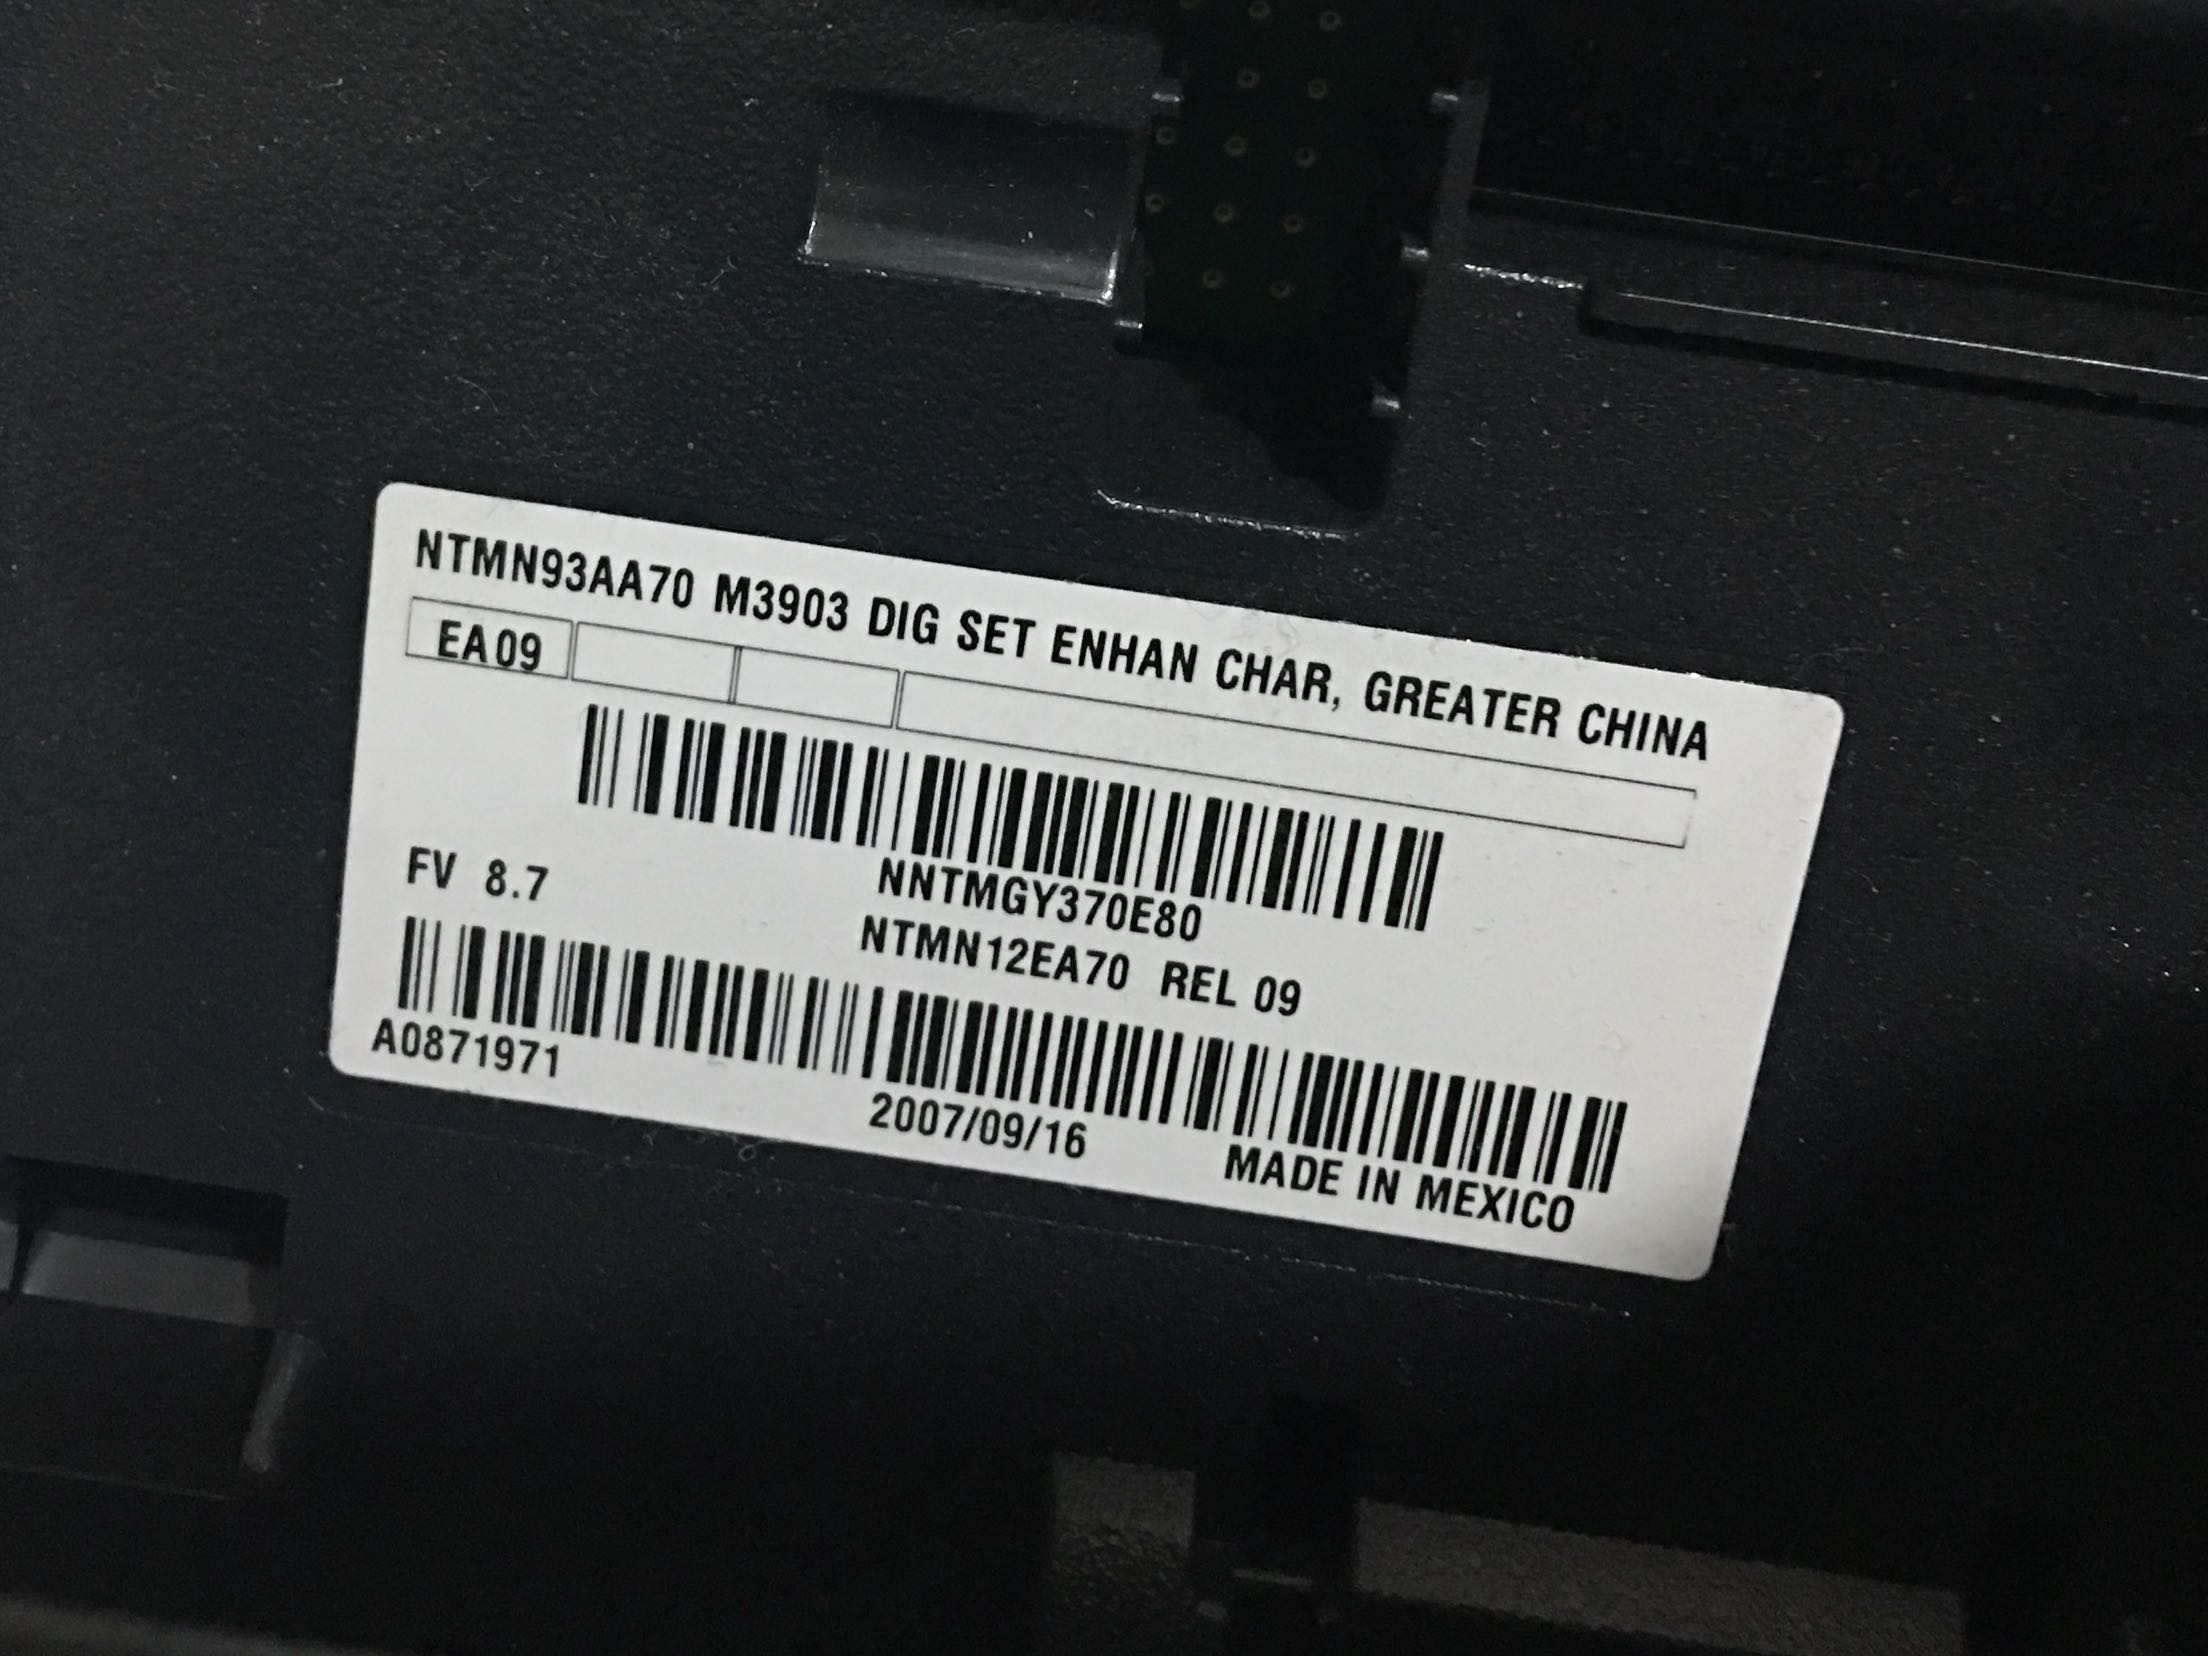 NTMN93AA70 M3903 DIG SET ENHAN CHAR, GREATER CHINA
EA09
NNTMGY370E80
FV 8.7
NTMN12EA70 REL 09
A0871971
2007/09/16
MADE IN MEXICO